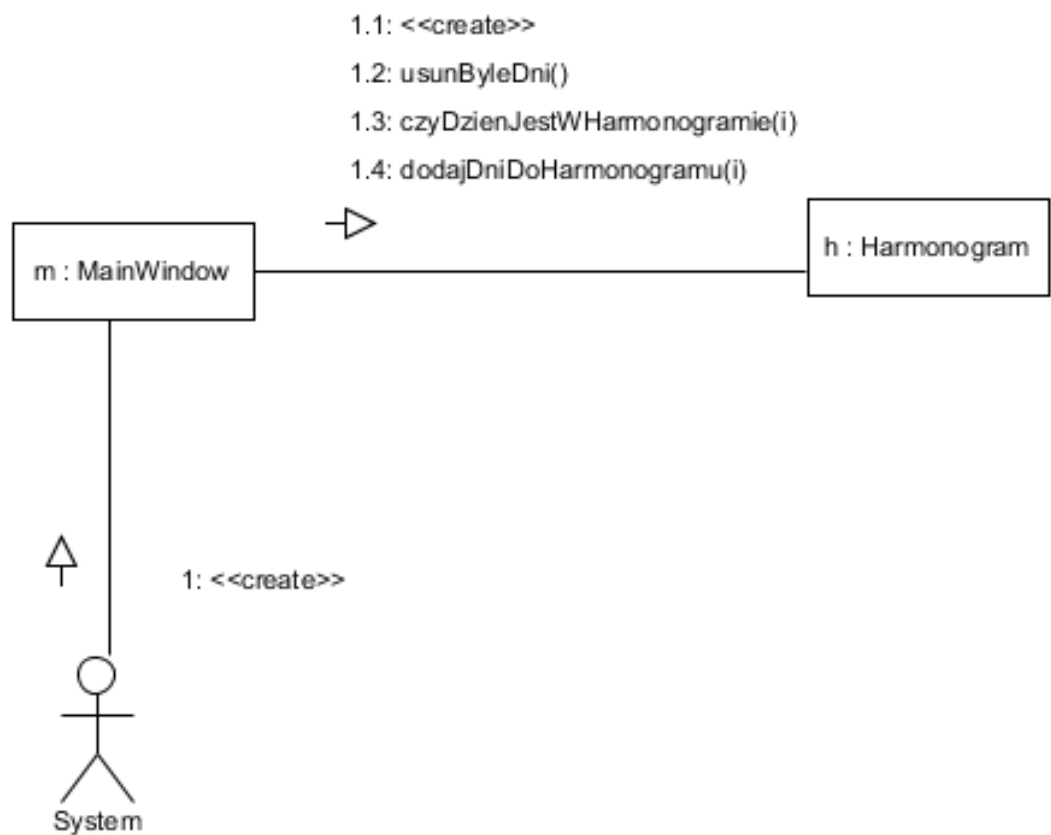 1.1: <<create>>
1.2: usunByleDni()
1.3: czyDzienJestWHarmonogramie(i)
1.4: dodajDniDoHarmonogramu(i)
m : MainWindow
h : Harmonogram
1: <<create>>
System